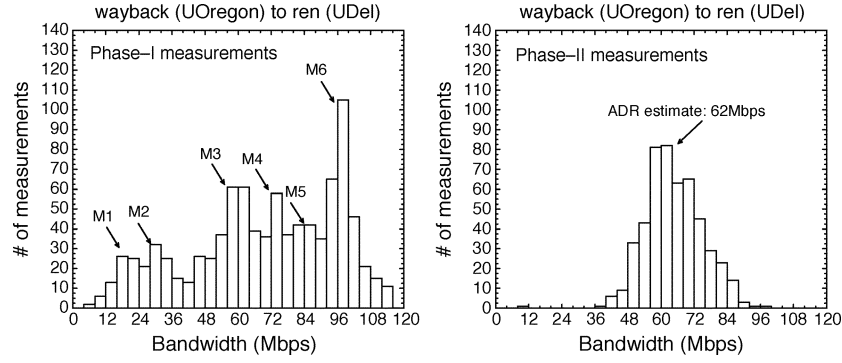 wayback (UOregon) to ren (UDel)
140
130
120
110
100
90
80
70
60
50
40
30
20
10
0
# of measurements
Phase–I measurements
M1
M2
M3
M4
M5
M6
0 12 24 36 48 60 72 84 96 108 120
Bandwidth (Mbps)
wayback (UOregon) to ren (UDel)
140
130
120
110
100
90
80
70
60
50
40
30
20
10
0
# of measurements
Phase–II measurements
ADR estimate: 62Mbps
0 12 24 36 48 60 72 84 96 108 120
Bandwidth (Mbps)